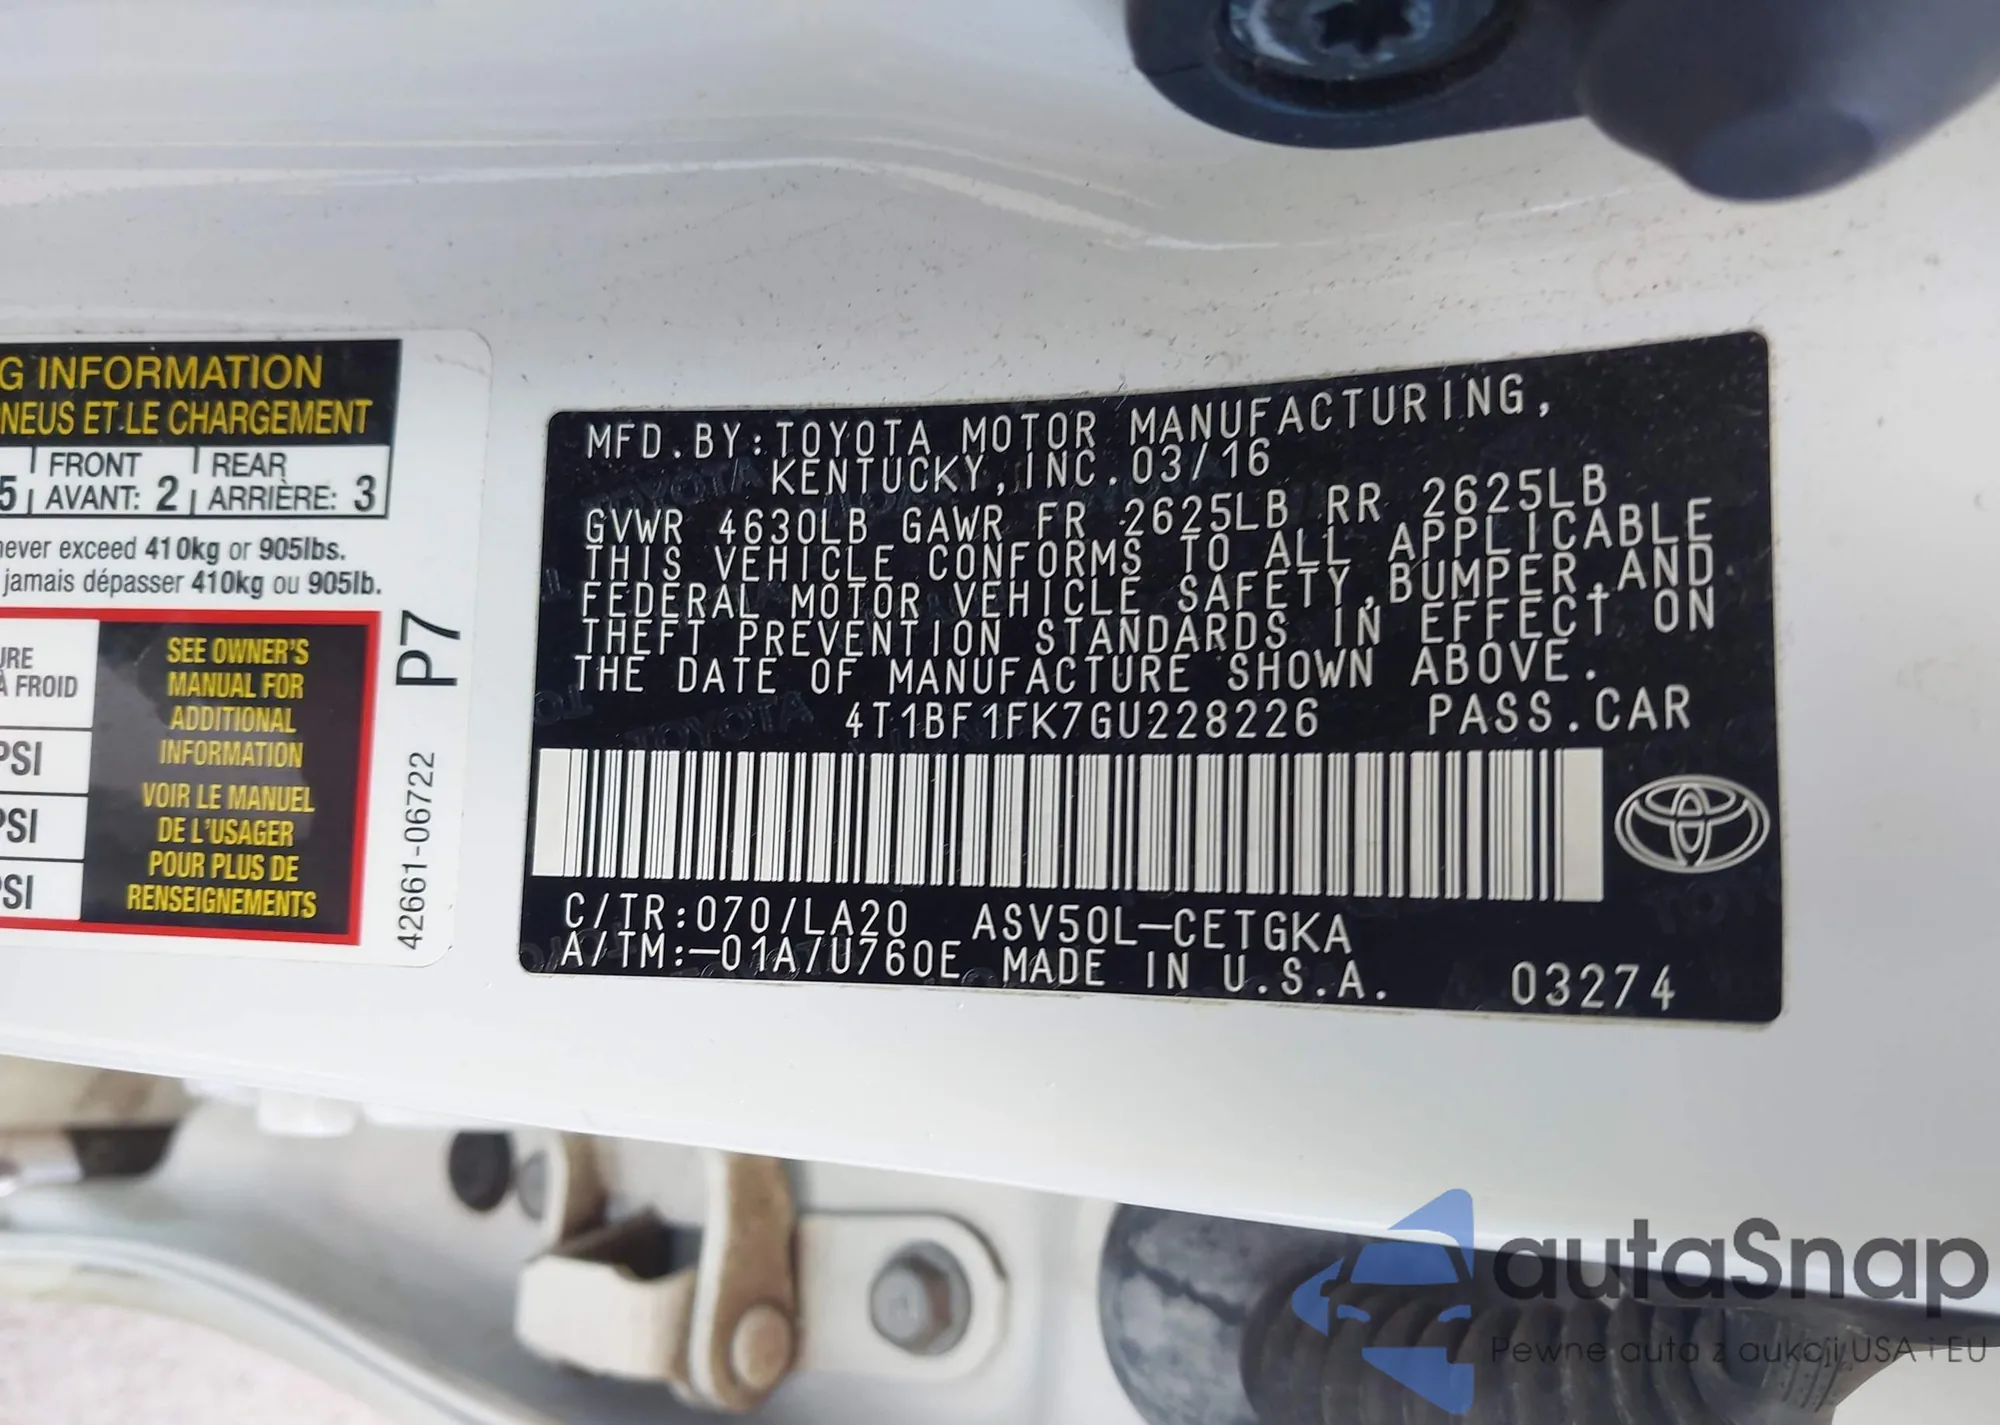 G INFORMATION
NEUS ET LE CHARGEMENT
5 FRONT AVANT: 2 REAR ARRIÈRE: 3
never exceed 410kg or 905lbs.
jamais dépasser 410kg ou 905lb.
URE
À FROID
PSI
PSI
PSI
SEE OWNER'S
MANUAL FOR
ADDITIONAL
INFORMATION
VOIR LE MANUEL
DE L'USAGER
POUR PLUS DE
RENSEIGNEMENTS
P7
42661-06722
MFD.BY:TOYOTA MOTOR MANUFACTURING,
KENTUCKY,INC.03/16
GVWR 4630LB GAWR FR 2625LB RR 2625LB
THIS VEHICLE CONFORMS TO ALL APPLICABLE
FEDERAL MOTOR VEHICLE SAFETY,BUMPER,AND
THEFT PREVENTION STANDARDS IN EFFECT ON
THE DATE OF MANUFACTURE SHOWN ABOVE.
4T1BF1FK7GU228226 PASS.CAR
C/TR:070/LA20 ASV50L-CETGKA
A/TM:-01A/U760E MADE IN U.S.A. 03274
autaSnap
Pewne auta z aukcji USA i EU